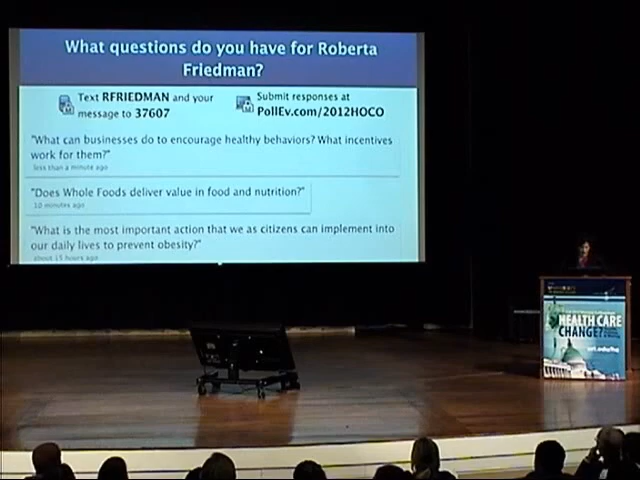 What questions do you have for Roberta
Friedman?
Text RFRIEDMAN and your
message to 37607
Submit responses at
PollEv.com/2012HOCO
"What can businesses do to encourage healthy behaviors? What incentives
work for them?"
less than a minute ago
"Does Whole Foods deliver value in food and nutrition?"
10 minutes ago
"What is the most important action that we as citizens can implement into
our daily lives to prevent obesity?"
about 15 hours ago
HEALTH CARE
CHANGE?